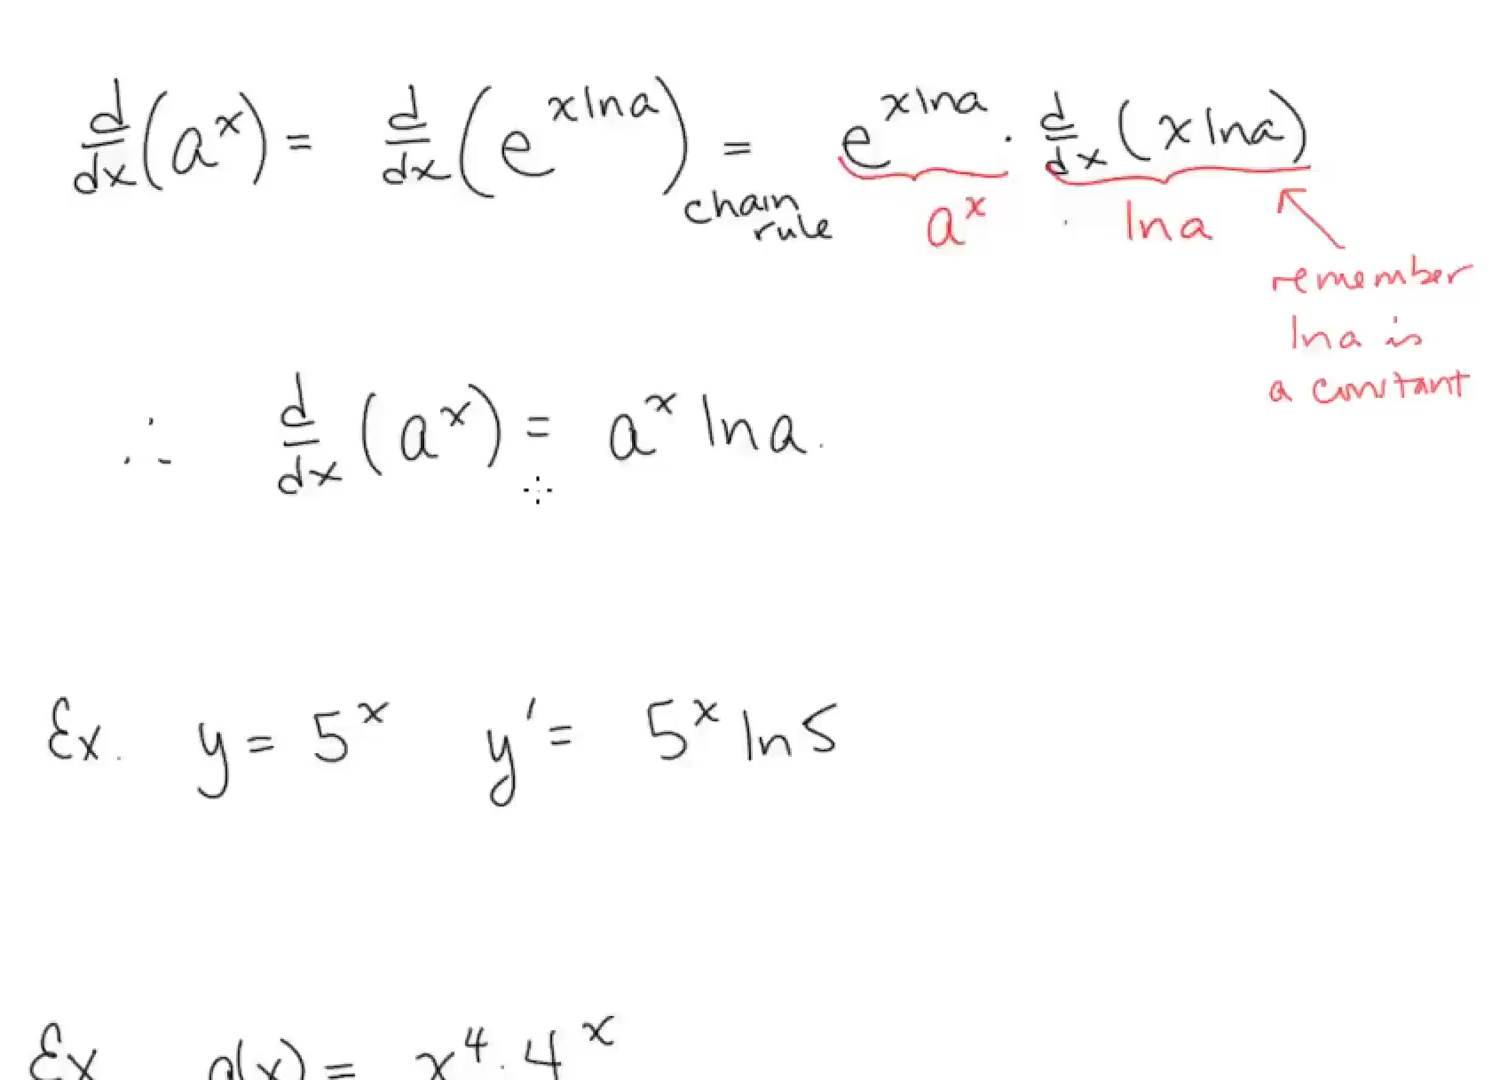 d/dx (a^x) = d/dx (e^(x ln a)) = e^(x ln a) · d/dx (x ln a)
chain rule
a^x · ln a
remember
ln a is
a constant
∴ d/dx (a^x) = a^x ln a.
Ex. y = 5^x y' = 5^x ln 5
Ex g(x) = x^4 · 4^x